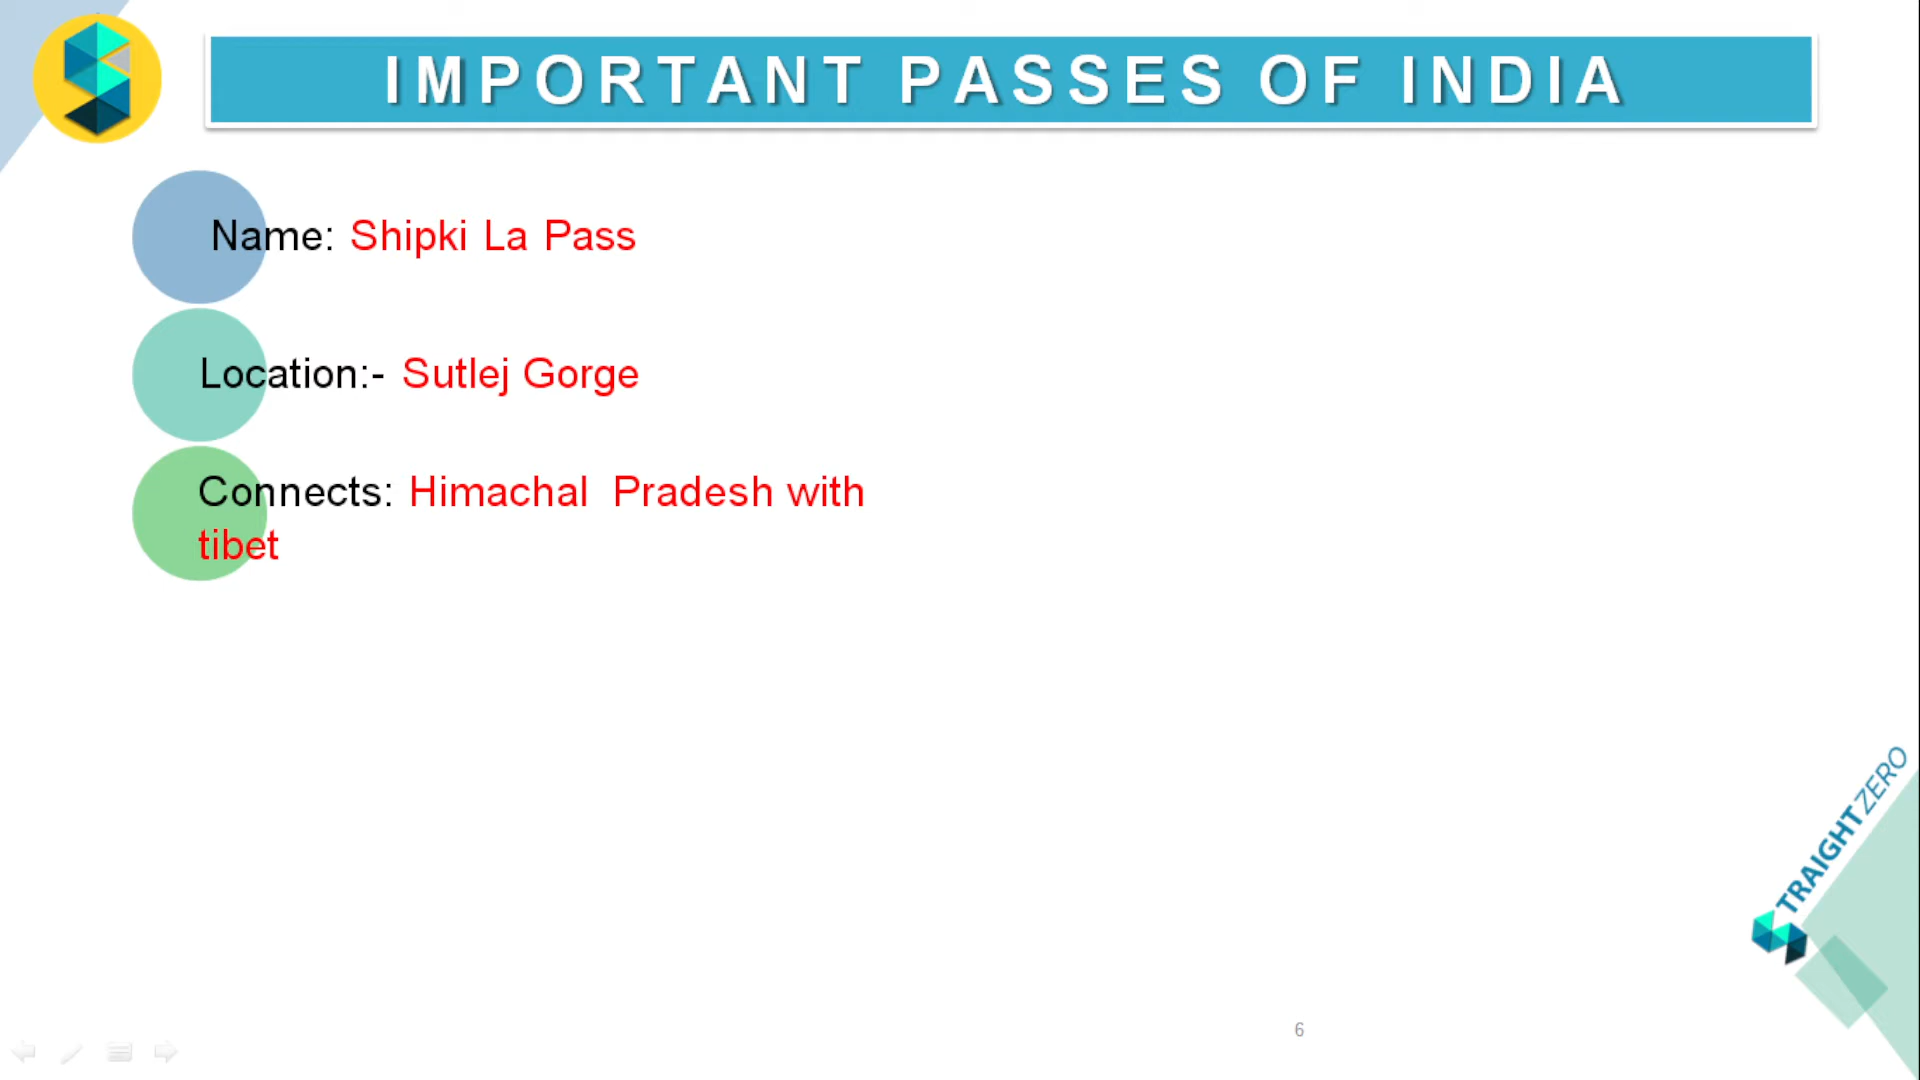 IMPORTANT PASSES OF INDIA
Name: Shipki La Pass
Location:- Sutlej Gorge
Connects: Himachal Pradesh with
tibet
TRAIGHTZERO
6